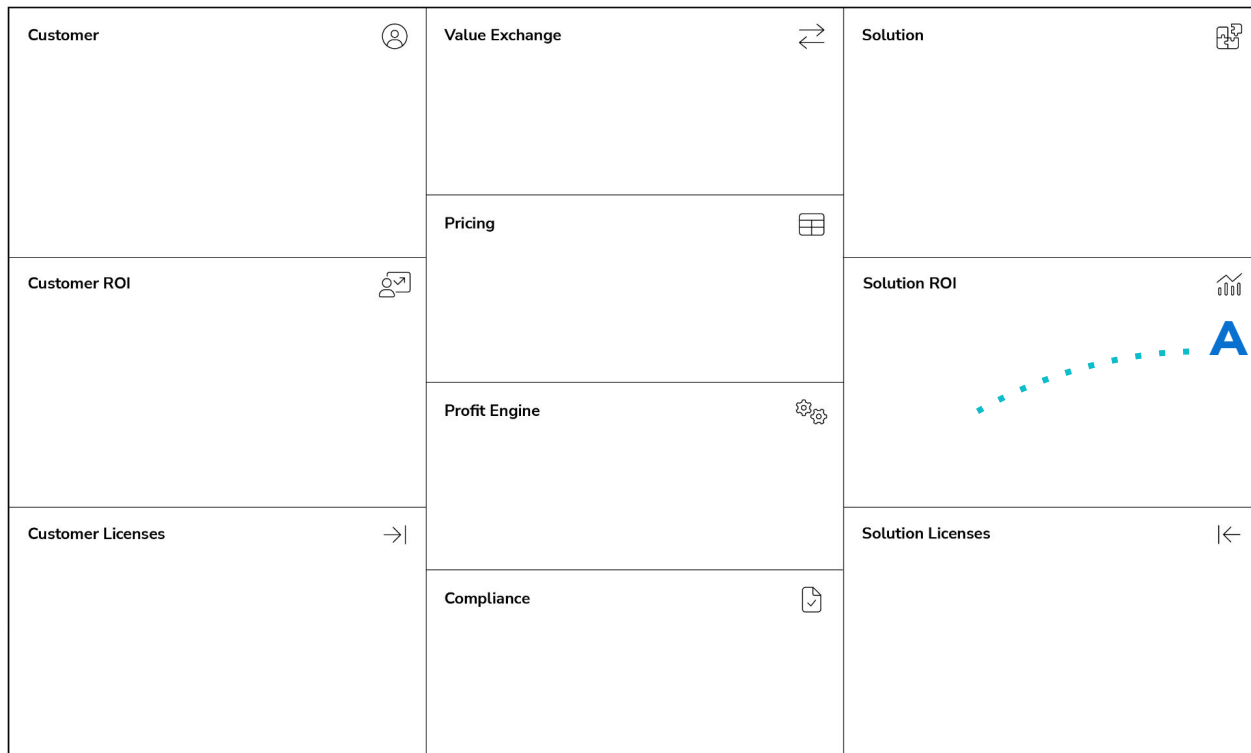 Customer
Value Exchange
Solution
Pricing
Customer ROI
Solution ROI
A
Profit Engine
Customer Licenses
Solution Licenses
Compliance